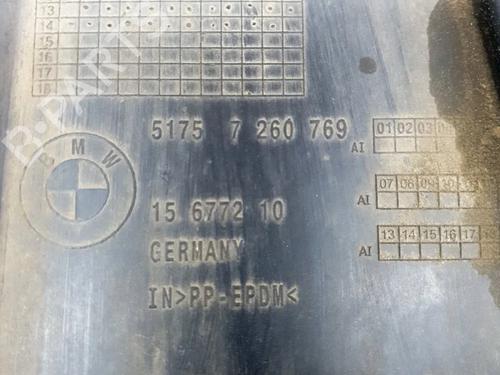 13
14
15
16
17
18
B-PARTS
BMW
5175 7 260 769
AI 01 02 03
15 6772 10
AI 07 08 09 10 11
GERMANY
AI 13 14 15 16 17
IN>PP-EPDM<